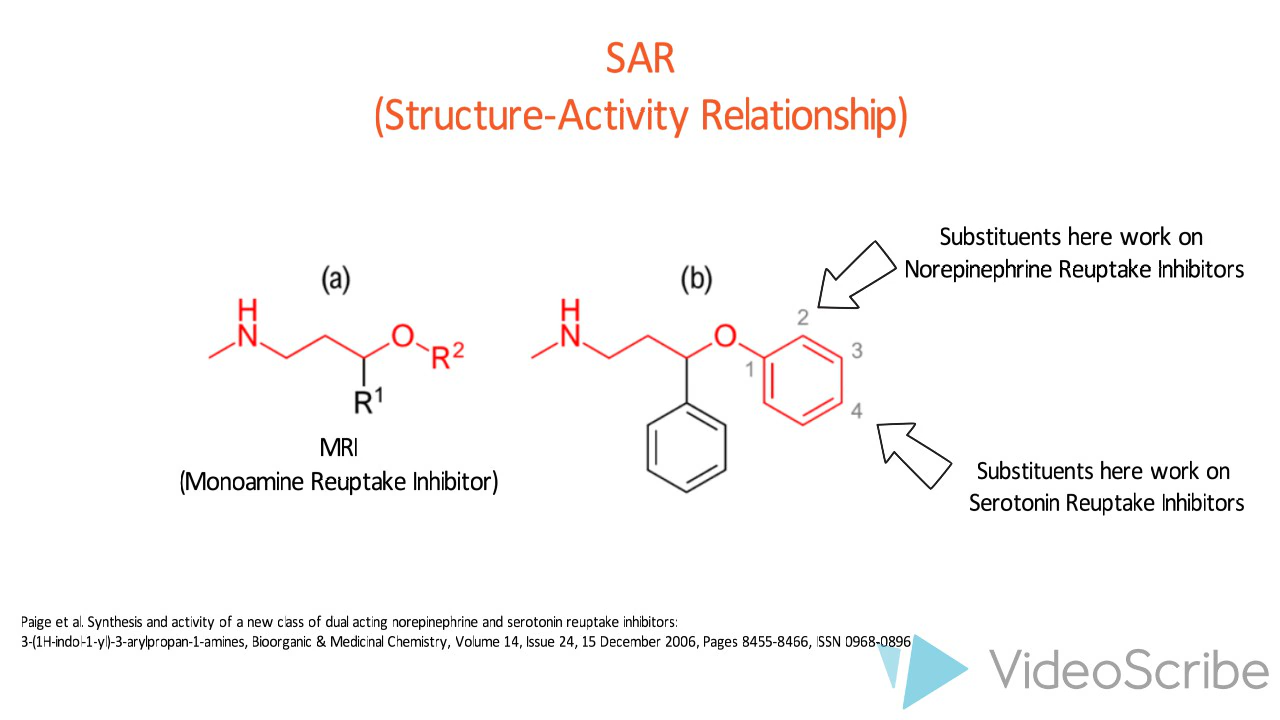 SAR
(Structure-Activity Relationship)
Substituents here work on
Norepinephrine Reuptake Inhibitors
(a)
(b)
H
N
O
R²
R¹
H
N
O
1
2
3
4
MRI
(Monoamine Reuptake Inhibitor)
Substituents here work on
Serotonin Reuptake Inhibitors
Paige et al. Synthesis and activity of a new class of dual acting norepinephrine and serotonin reuptake inhibitors:
3-(1H-indol-1-yl)-3-arylpropan-1-amines, Bioorganic & Medicinal Chemistry, Volume 14, Issue 24, 15 December 2006, Pages 8455-8466, ISSN 0968-0896
VideoScribe